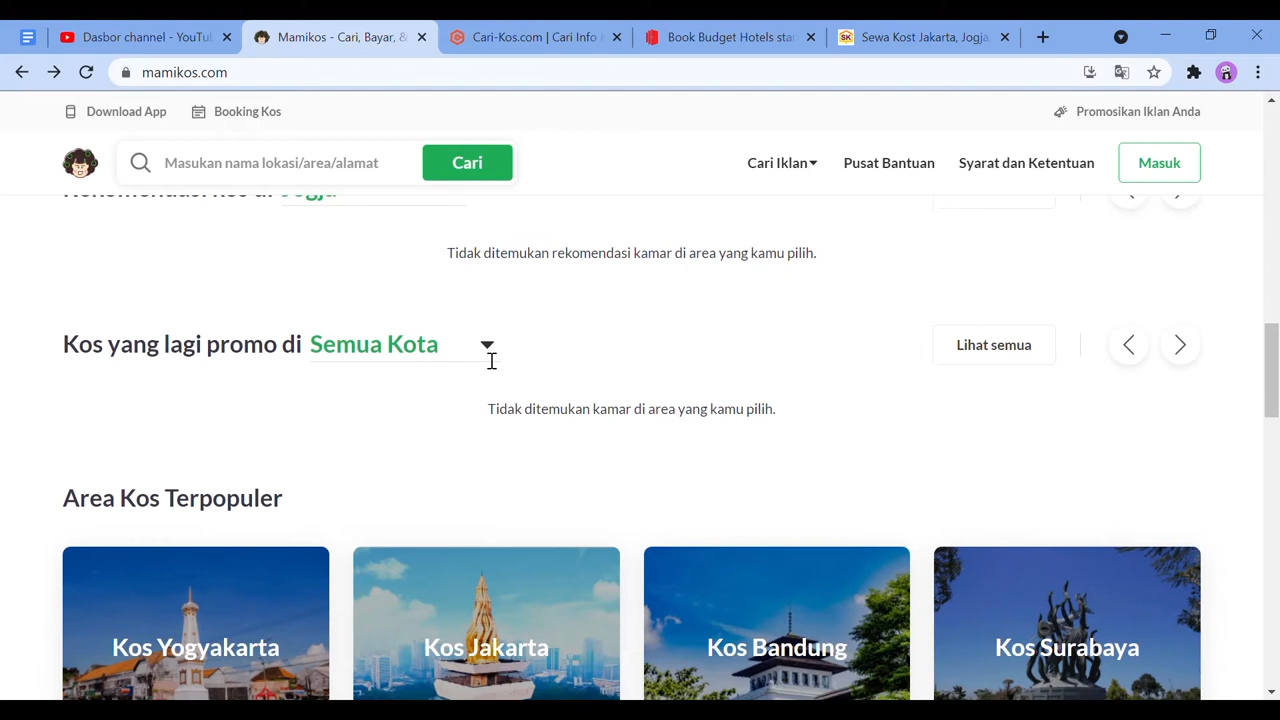 Dasbor channel - YouTu
Mamikos - Cari, Bayar, &
Cari-Kos.com | Cari Info
Book Budget Hotels star
Sewa Kost Jakarta, Jogja,
mamikos.com
Download App
Booking Kos
Promosikan Iklan Anda
Masukan nama lokasi/area/alamat
Cari
Cari Iklan
Pusat Bantuan
Syarat dan Ketentuan
Masuk
Tidak ditemukan rekomendasi kamar di area yang kamu pilih.
Kos yang lagi promo di Semua Kota
Lihat semua
Tidak ditemukan kamar di area yang kamu pilih.
Area Kos Terpopuler
Kos Yogyakarta
Kos Jakarta
Kos Bandung
Kos Surabaya